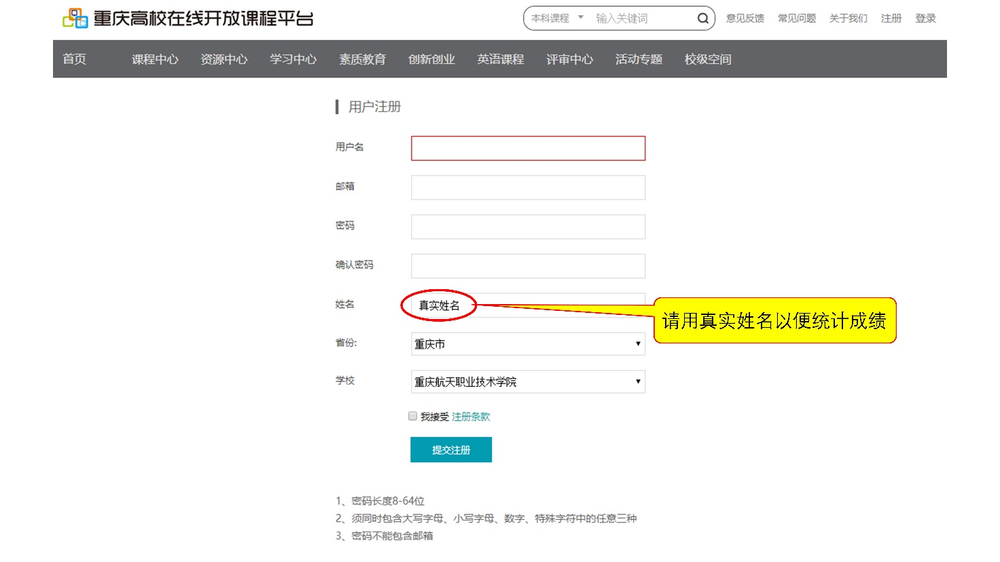 重庆高校在线开放课程平台
本科课程 输入关键词 意见反馈 常见问题 关于我们 注册 登录
首页 课程中心 资源中心 学习中心 素质教育 创新创业 英语课程 评审中心 活动专题 校级空间
用户注册
用户名
邮箱
密码
确认密码
姓名 真实姓名
请用真实姓名以便统计成绩
省份: 重庆市
学校 重庆航天职业技术学院
我接受 注册条款
提交注册
1、密码长度8-64位
2、须同时包含大写字母、小写字母、数字、特殊字符中的任意三种
3、密码不能包含邮箱